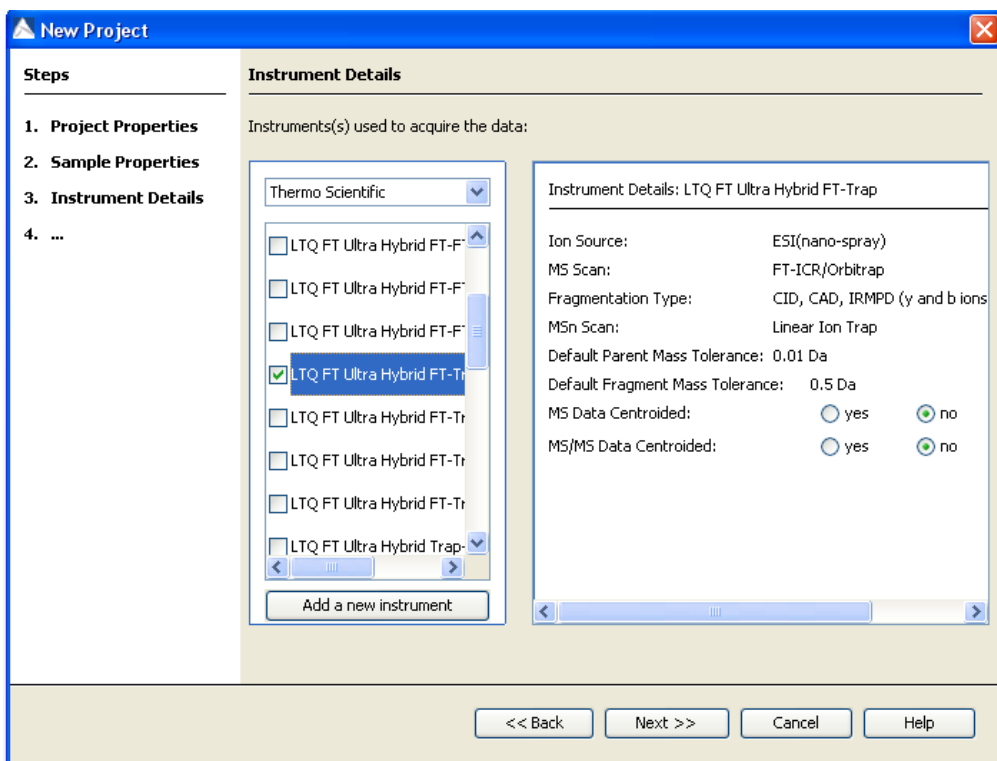 New Project
Steps
1. Project Properties
2. Sample Properties
3. Instrument Details
4. ...
Instrument Details
Instruments(s) used to acquire the data:
Thermo Scientific
LTQ FT Ultra Hybrid FT-F
LTQ FT Ultra Hybrid FT-F
LTQ FT Ultra Hybrid FT-F
LTQ FT Ultra Hybrid FT-Tr
LTQ FT Ultra Hybrid FT-Tr
LTQ FT Ultra Hybrid FT-Tr
LTQ FT Ultra Hybrid FT-Tr
LTQ FT Ultra Hybrid Trap-
Add a new instrument
Instrument Details: LTQ FT Ultra Hybrid FT-Trap
Ion Source: ESI(nano-spray)
MS Scan: FT-ICR/Orbitrap
Fragmentation Type: CID, CAD, IRMPD (y and b ions
MSn Scan: Linear Ion Trap
Default Parent Mass Tolerance: 0.01 Da
Default Fragment Mass Tolerance: 0.5 Da
MS Data Centroided: yes no
MS/MS Data Centroided: yes no
<< Back Next >> Cancel Help